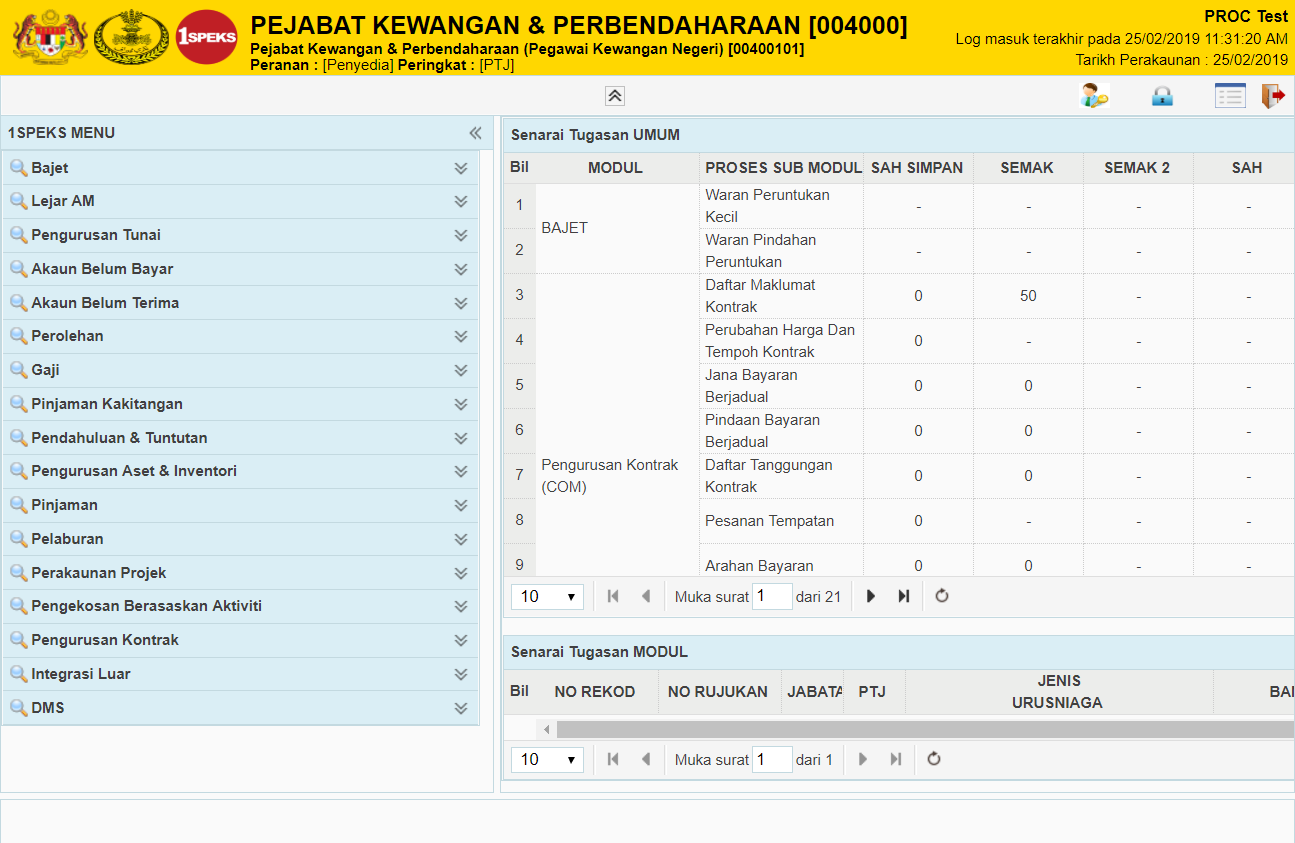 1SPEKS
PEJABAT KEWANGAN & PERBENDAHARAAN [004000]
Pejabat Kewangan & Perbendaharaan (Pegawai Kewangan Negeri) [00400101]
Peranan : [Penyedia] Peringkat : [PTJ]
PROC Test
Log masuk terakhir pada 25/02/2019 11:31:20 AM
Tarikh Perakaunan : 25/02/2019
1SPEKS MENU
Bajet
Lejar AM
Pengurusan Tunai
Akaun Belum Bayar
Akaun Belum Terima
Perolehan
Gaji
Pinjaman Kakitangan
Pendahuluan & Tuntutan
Pengurusan Aset & Inventori
Pinjaman
Pelaburan
Perakaunan Projek
Pengekosan Berasaskan Aktiviti
Pengurusan Kontrak
Integrasi Luar
DMS
Senarai Tugasan UMUM
Bil MODUL PROSES SUB MODUL SAH SIMPAN SEMAK SEMAK 2 SAH
1 BAJET Waran Peruntukan Kecil - - - -
2 Waran Pindahan Peruntukan - - - -
3 Pengurusan Kontrak (COM) Daftar Maklumat Kontrak 0 50 - -
4 Perubahan Harga Dan Tempoh Kontrak 0 - - -
5 Jana Bayaran Berjadual 0 0 - -
6 Pindaan Bayaran Berjadual 0 0 - -
7 Daftar Tanggungan Kontrak 0 0 - -
8 Pesanan Tempatan 0 - - -
9 Arahan Bayaran 0 0 - -
10 Muka surat 1 dari 21
Senarai Tugasan MODUL
Bil NO REKOD NO RUJUKAN JABATA PTJ JENIS URUSNIAGA BA
10 Muka surat 1 dari 1